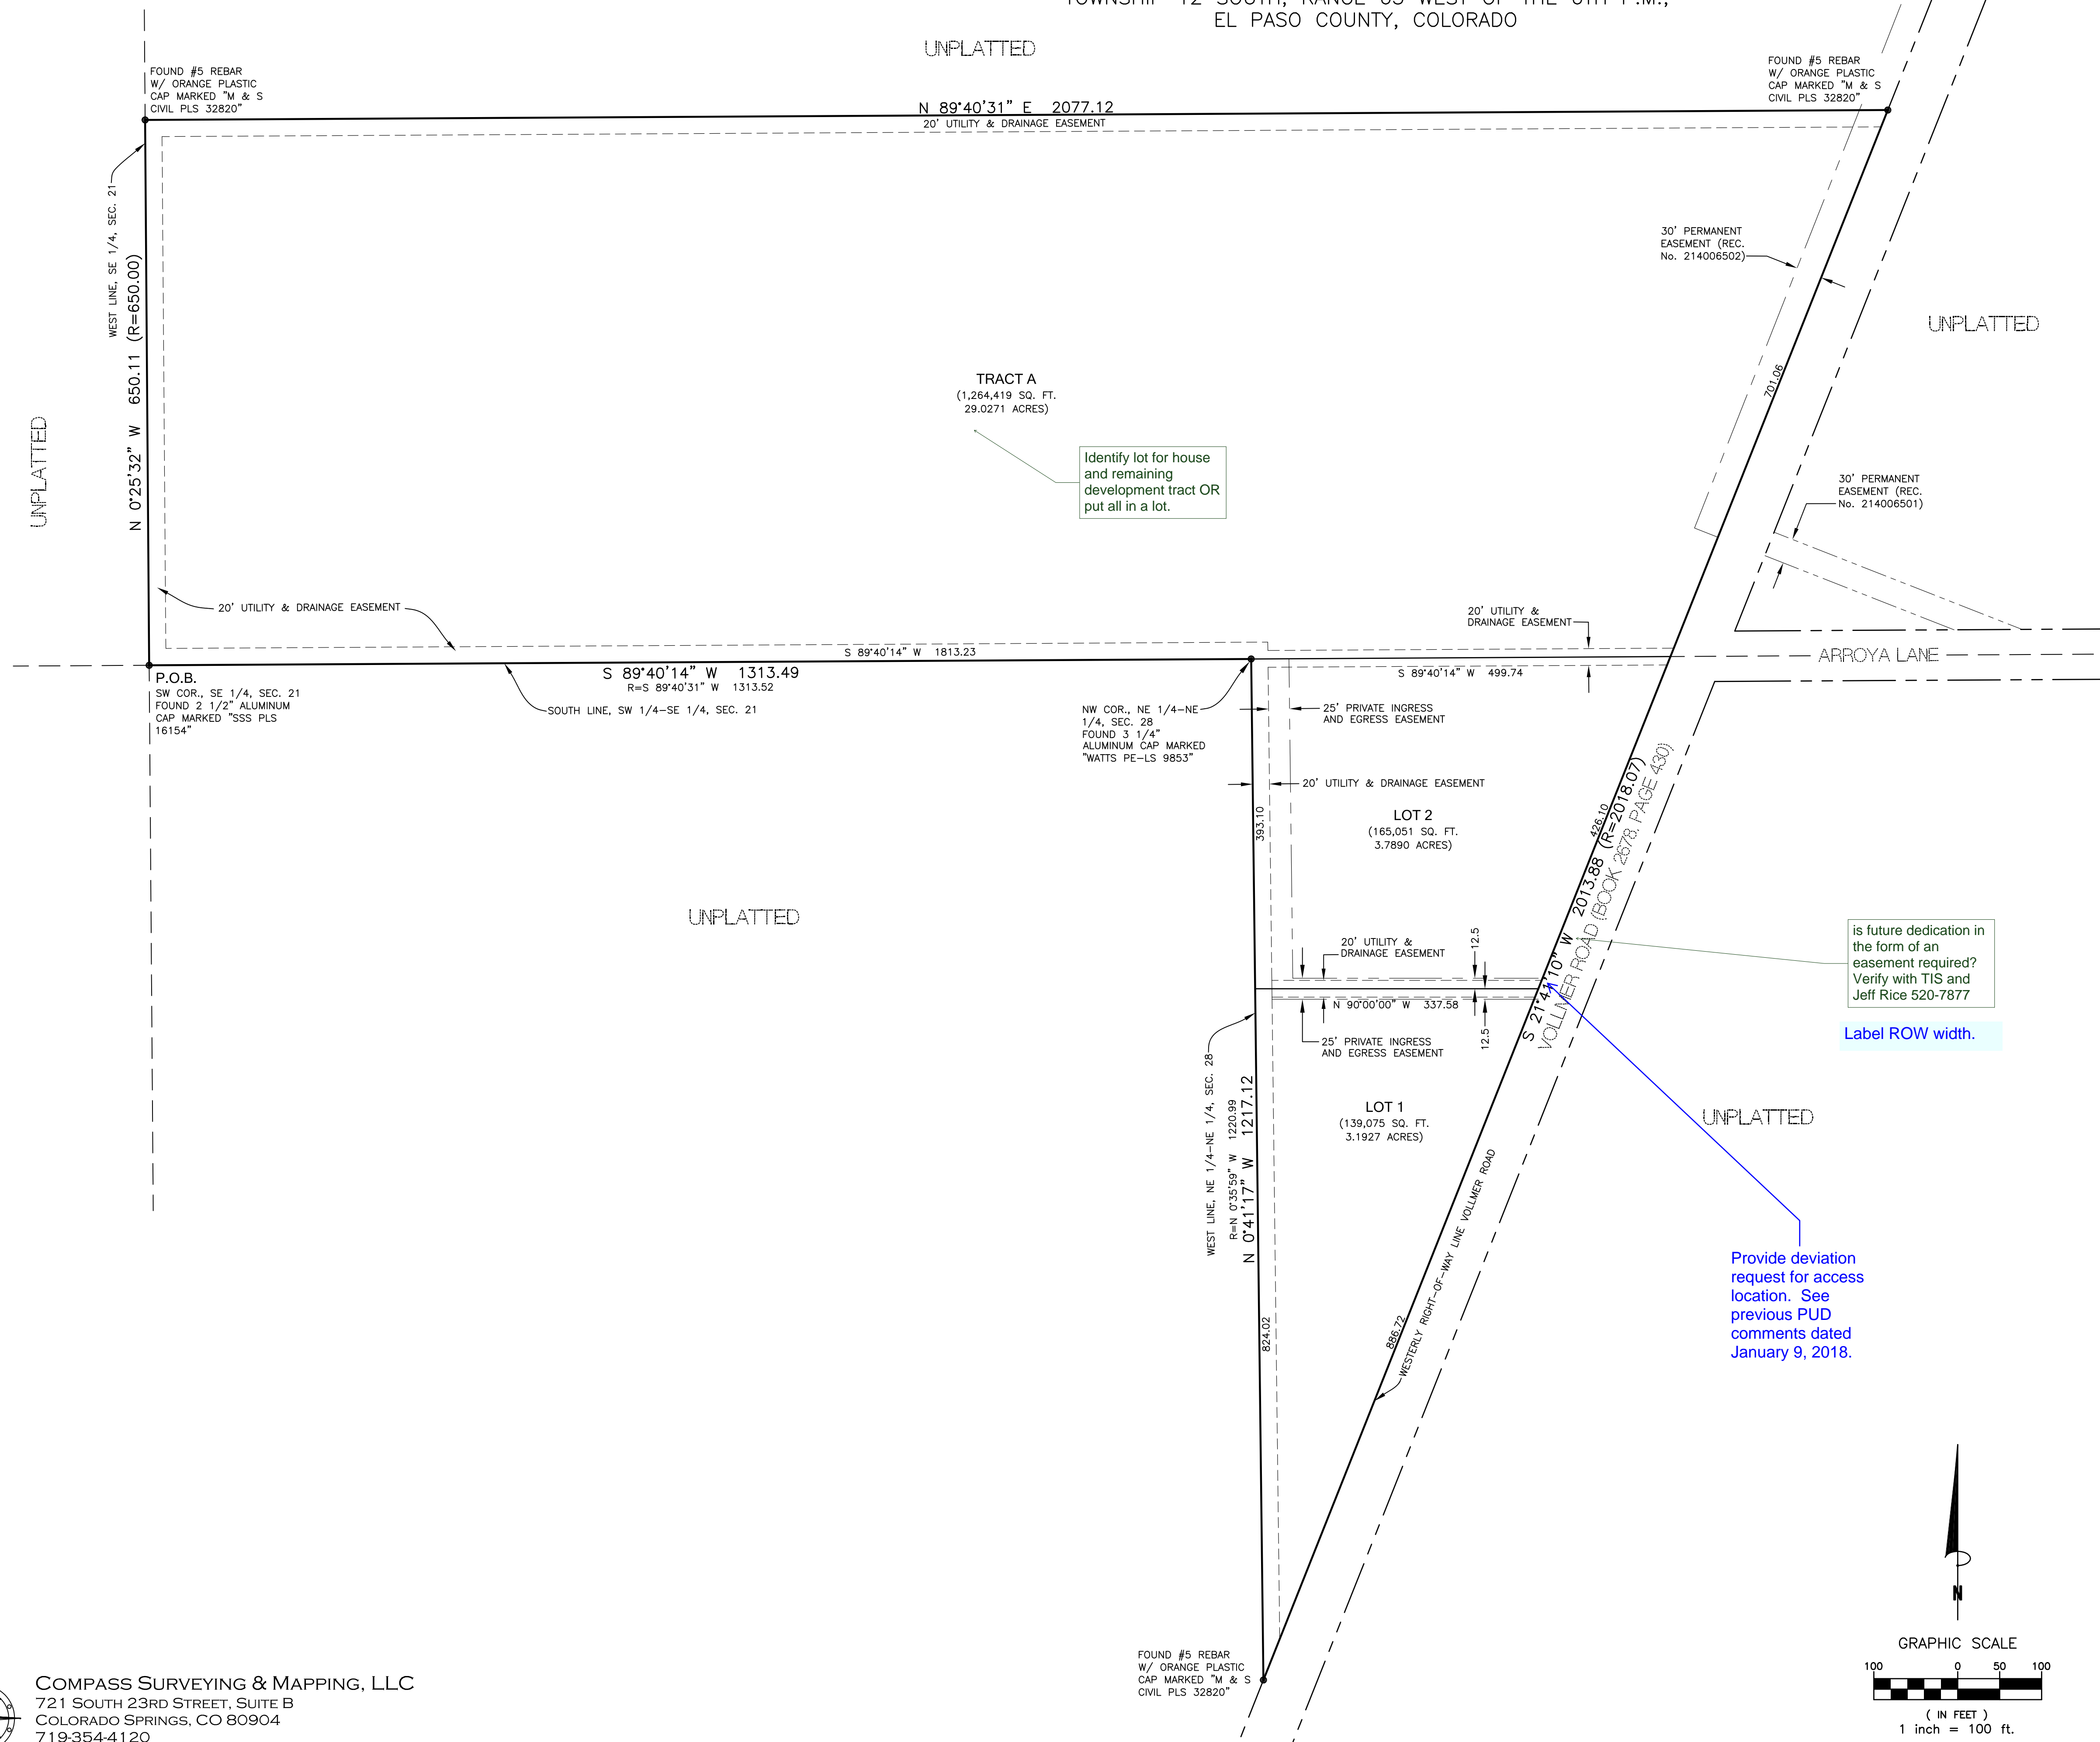 EL PASO COUNTY, COLORADO
UNPLATTED
FOUND #5 REBAR
W/ ORANGE PLASTIC
CAP MARKED "M & S
CIVIL PLS 32820"
FOUND #5 REBAR
W/ ORANGE PLASTIC
CAP MARKED "M & S
CIVIL PLS 32820"
N 89°40'31" E 2077.12
20' UTILITY & DRAINAGE EASEMENT
WEST LINE, SE 1/4, SEC. 21
N 0°25'32" W 650.11 (R=650.00)
UNPLATTED
30' PERMANENT
EASEMENT (REC.
No. 214006502)
UNPLATTED
701.06
TRACT A
(1,264,419 SQ. FT.
29.0271 ACRES)
Identify lot for house
and remaining
development tract OR
put all in a lot.
30' PERMANENT
EASEMENT (REC.
No. 214006501)
20' UTILITY & DRAINAGE EASEMENT
20' UTILITY &
DRAINAGE EASEMENT
S 89°40'14" W 1813.23
ARROYA LANE
S 89°40'14" W 1313.49
R=S 89°40'31" W 1313.52
S 89°40'14" W 499.74
P.O.B.
SW COR., SE 1/4, SEC. 21
FOUND 2 1/2" ALUMINUM
CAP MARKED "SSS PLS
16154"
SOUTH LINE, SW 1/4-SE 1/4, SEC. 21
NW COR., NE 1/4-NE
1/4, SEC. 28
FOUND 3 1/4"
ALUMINUM CAP MARKED
"WATTS PE-LS 9853"
25' PRIVATE INGRESS
AND EGRESS EASEMENT
20' UTILITY & DRAINAGE EASEMENT
393.10
LOT 2
(165,051 SQ. FT.
3.7890 ACRES)
426.10
S 21°41'10" W 2013.88 (R=2018.07)
VOLLMER ROAD (BOOK 2678, PAGE 430)
UNPLATTED
20' UTILITY &
DRAINAGE EASEMENT
12.5
is future dedication in
the form of an
easement required?
Verify with TIS and
Jeff Rice 520-7877
N 90°00'00" W 337.58
12.5
Label ROW width.
25' PRIVATE INGRESS
AND EGRESS EASEMENT
WEST LINE, NE 1/4-NE 1/4, SEC. 28
R=N 0°35'59" W 1220.99
N 0°41'17" W 1217.12
LOT 1
(139,075 SQ. FT.
3.1927 ACRES)
UNPLATTED
824.02
886.72
WESTERLY RIGHT-OF-WAY LINE VOLLMER ROAD
Provide deviation
request for access
location. See
previous PUD
comments dated
January 9, 2018.
FOUND #5 REBAR
W/ ORANGE PLASTIC
CAP MARKED "M & S
CIVIL PLS 32820"
N
GRAPHIC SCALE
100 0 50 100
( IN FEET )
1 inch = 100 ft.
COMPASS SURVEYING & MAPPING, LLC
721 SOUTH 23RD STREET, SUITE B
COLORADO SPRINGS, CO 80904
719-354-4120